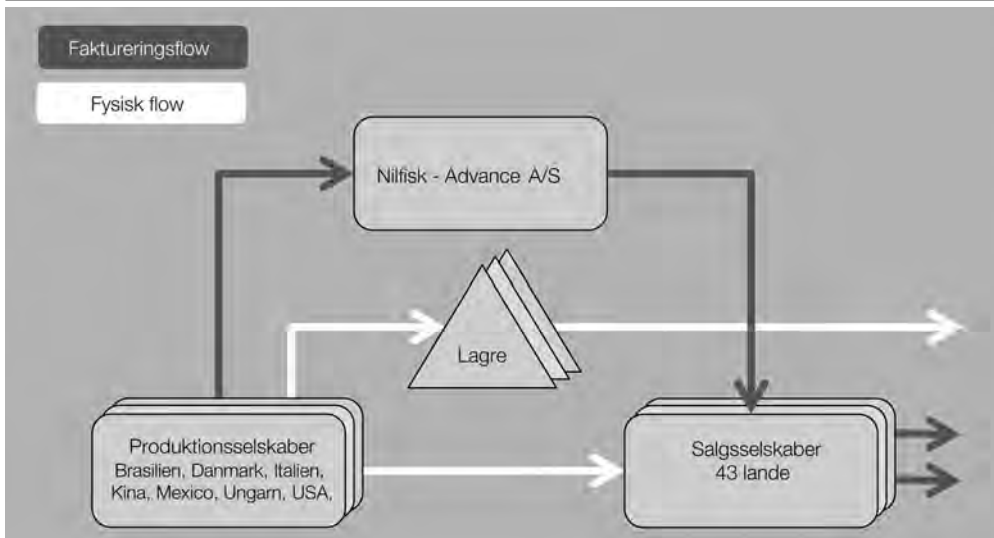 Faktureringsflow
Fysisk flow
Nilfisk - Advance A/S
Lagre
Produktionsselskaber
Brasilien, Danmark, Italien,
Kina, Mexico, Ungarn, USA,
Salgsselskaber
43 lande